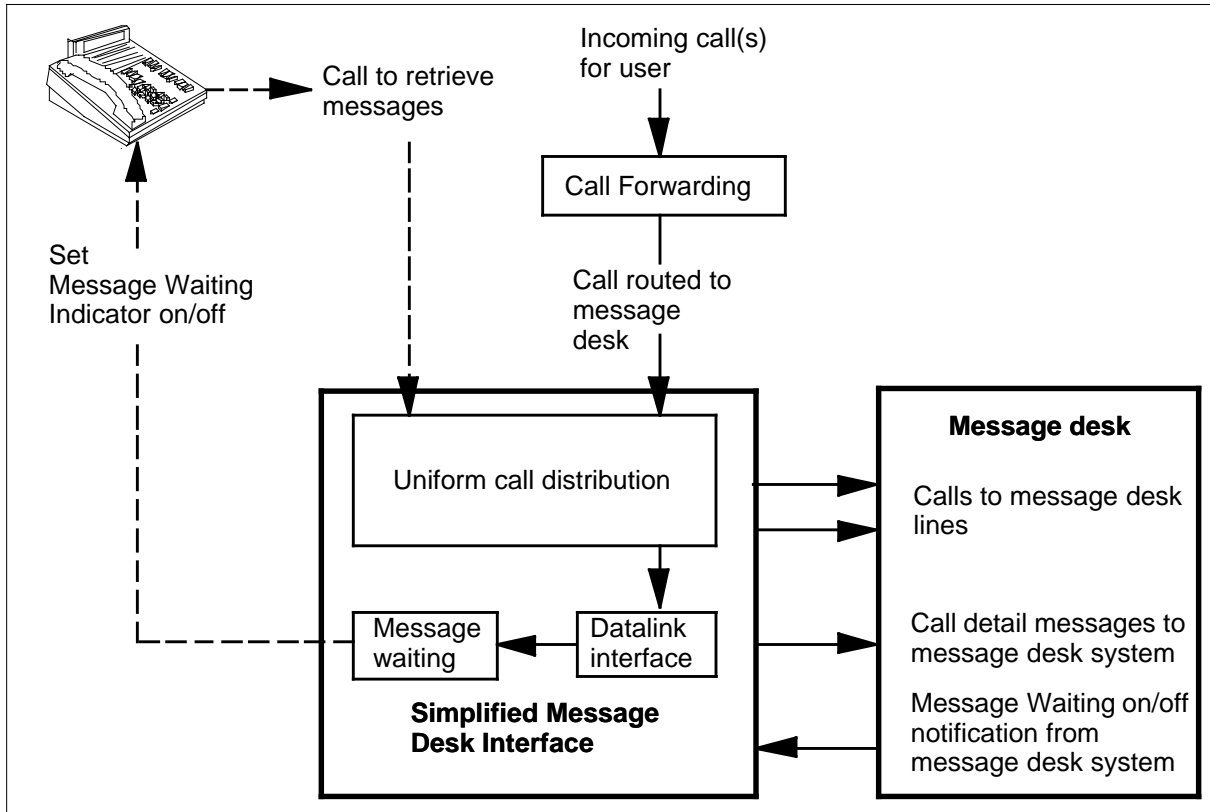 Incoming call(s)
for user
Call to retrieve
messages
Call Forwarding
Set
Message Waiting
Indicator on/off
Call routed to
message
desk
Message desk
Uniform call distribution
Calls to message desk
lines
Message
waiting
Datalink
interface
Call detail messages to
message desk system
Simplified Message
Desk Interface
Message Waiting on/off
notification from
message desk system